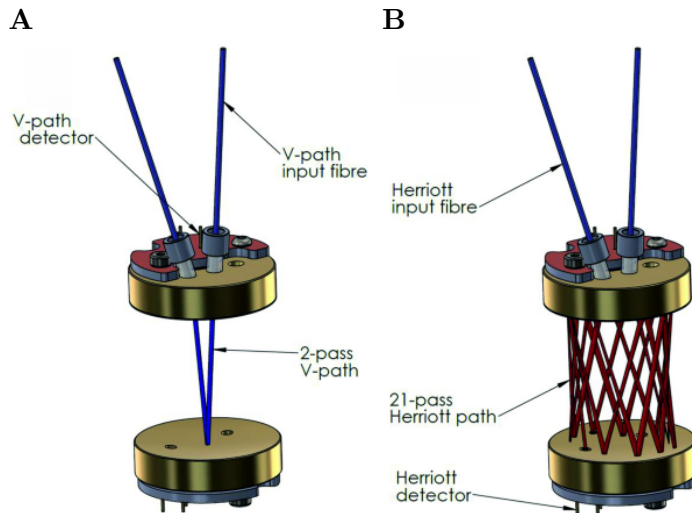 A
B
V-path
detector
V-path
input fibre
2-pass
V-path
Herriott
input fibre
21-pass
Herriott path
Herriott
detector